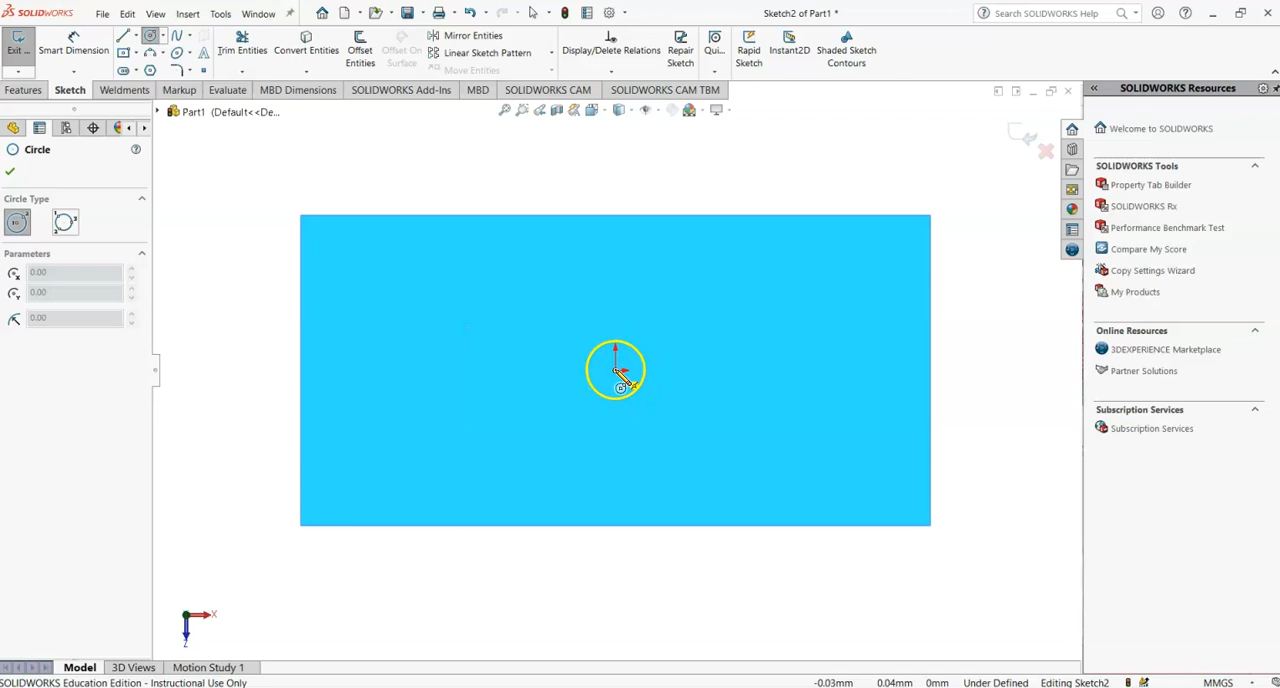 SOLIDWORKS File Edit View Insert Tools Window
Sketch2 of Part1 *
Search SOLIDWORKS Help
Exit ... Smart Dimension Trim Entities Convert Entities Offset Entities Offset On Surface
Mirror Entities
Linear Sketch Pattern
Move Entities
Display/Delete Relations Repair Sketch Qui... Rapid Sketch Instant2D Shaded Sketch Contours
Features Sketch Weldments Markup Evaluate MBD Dimensions SOLIDWORKS Add-Ins MBD SOLIDWORKS CAM SOLIDWORKS CAM TBM
Part1 (Default<<De...
Circle
Circle Type
Parameters
0.00
0.00
0.00
X
Z
SOLIDWORKS Resources
Welcome to SOLIDWORKS
SOLIDWORKS Tools
Property Tab Builder
SOLIDWORKS Rx
Performance Benchmark Test
Compare My Score
Copy Settings Wizard
My Products
Online Resources
3DEXPERIENCE Marketplace
Partner Solutions
Subscription Services
Subscription Services
Model 3D Views Motion Study 1
SOLIDWORKS Education Edition - Instructional Use Only
-0.03mm 0.04mm 0mm Under Defined Editing Sketch2 MMGS